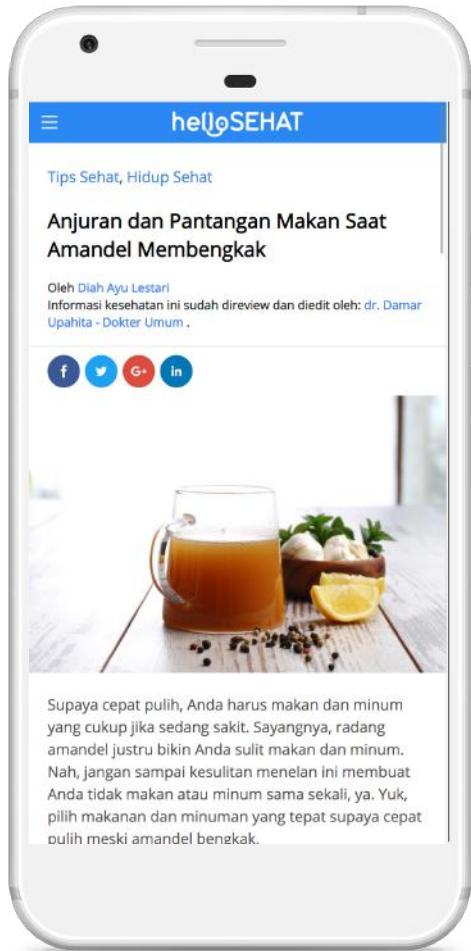 helloSEHAT
Tips Sehat, Hidup Sehat
Anjuran dan Pantangan Makan Saat
Amandel Membengkak
Oleh Diah Ayu Lestari
Informasi kesehatan ini sudah direview dan diedit oleh: dr. Damar
Upahita - Dokter Umum .
f G+ in
Supaya cepat pulih, Anda harus makan dan minum
yang cukup jika sedang sakit. Sayangnya, radang
amandel justru bikin Anda sulit makan dan minum.
Nah, jangan sampai kesulitan menelan ini membuat
Anda tidak makan atau minum sama sekali, ya. Yuk,
pilih makanan dan minuman yang tepat supaya cepat
pulih meski amandel bengkak.